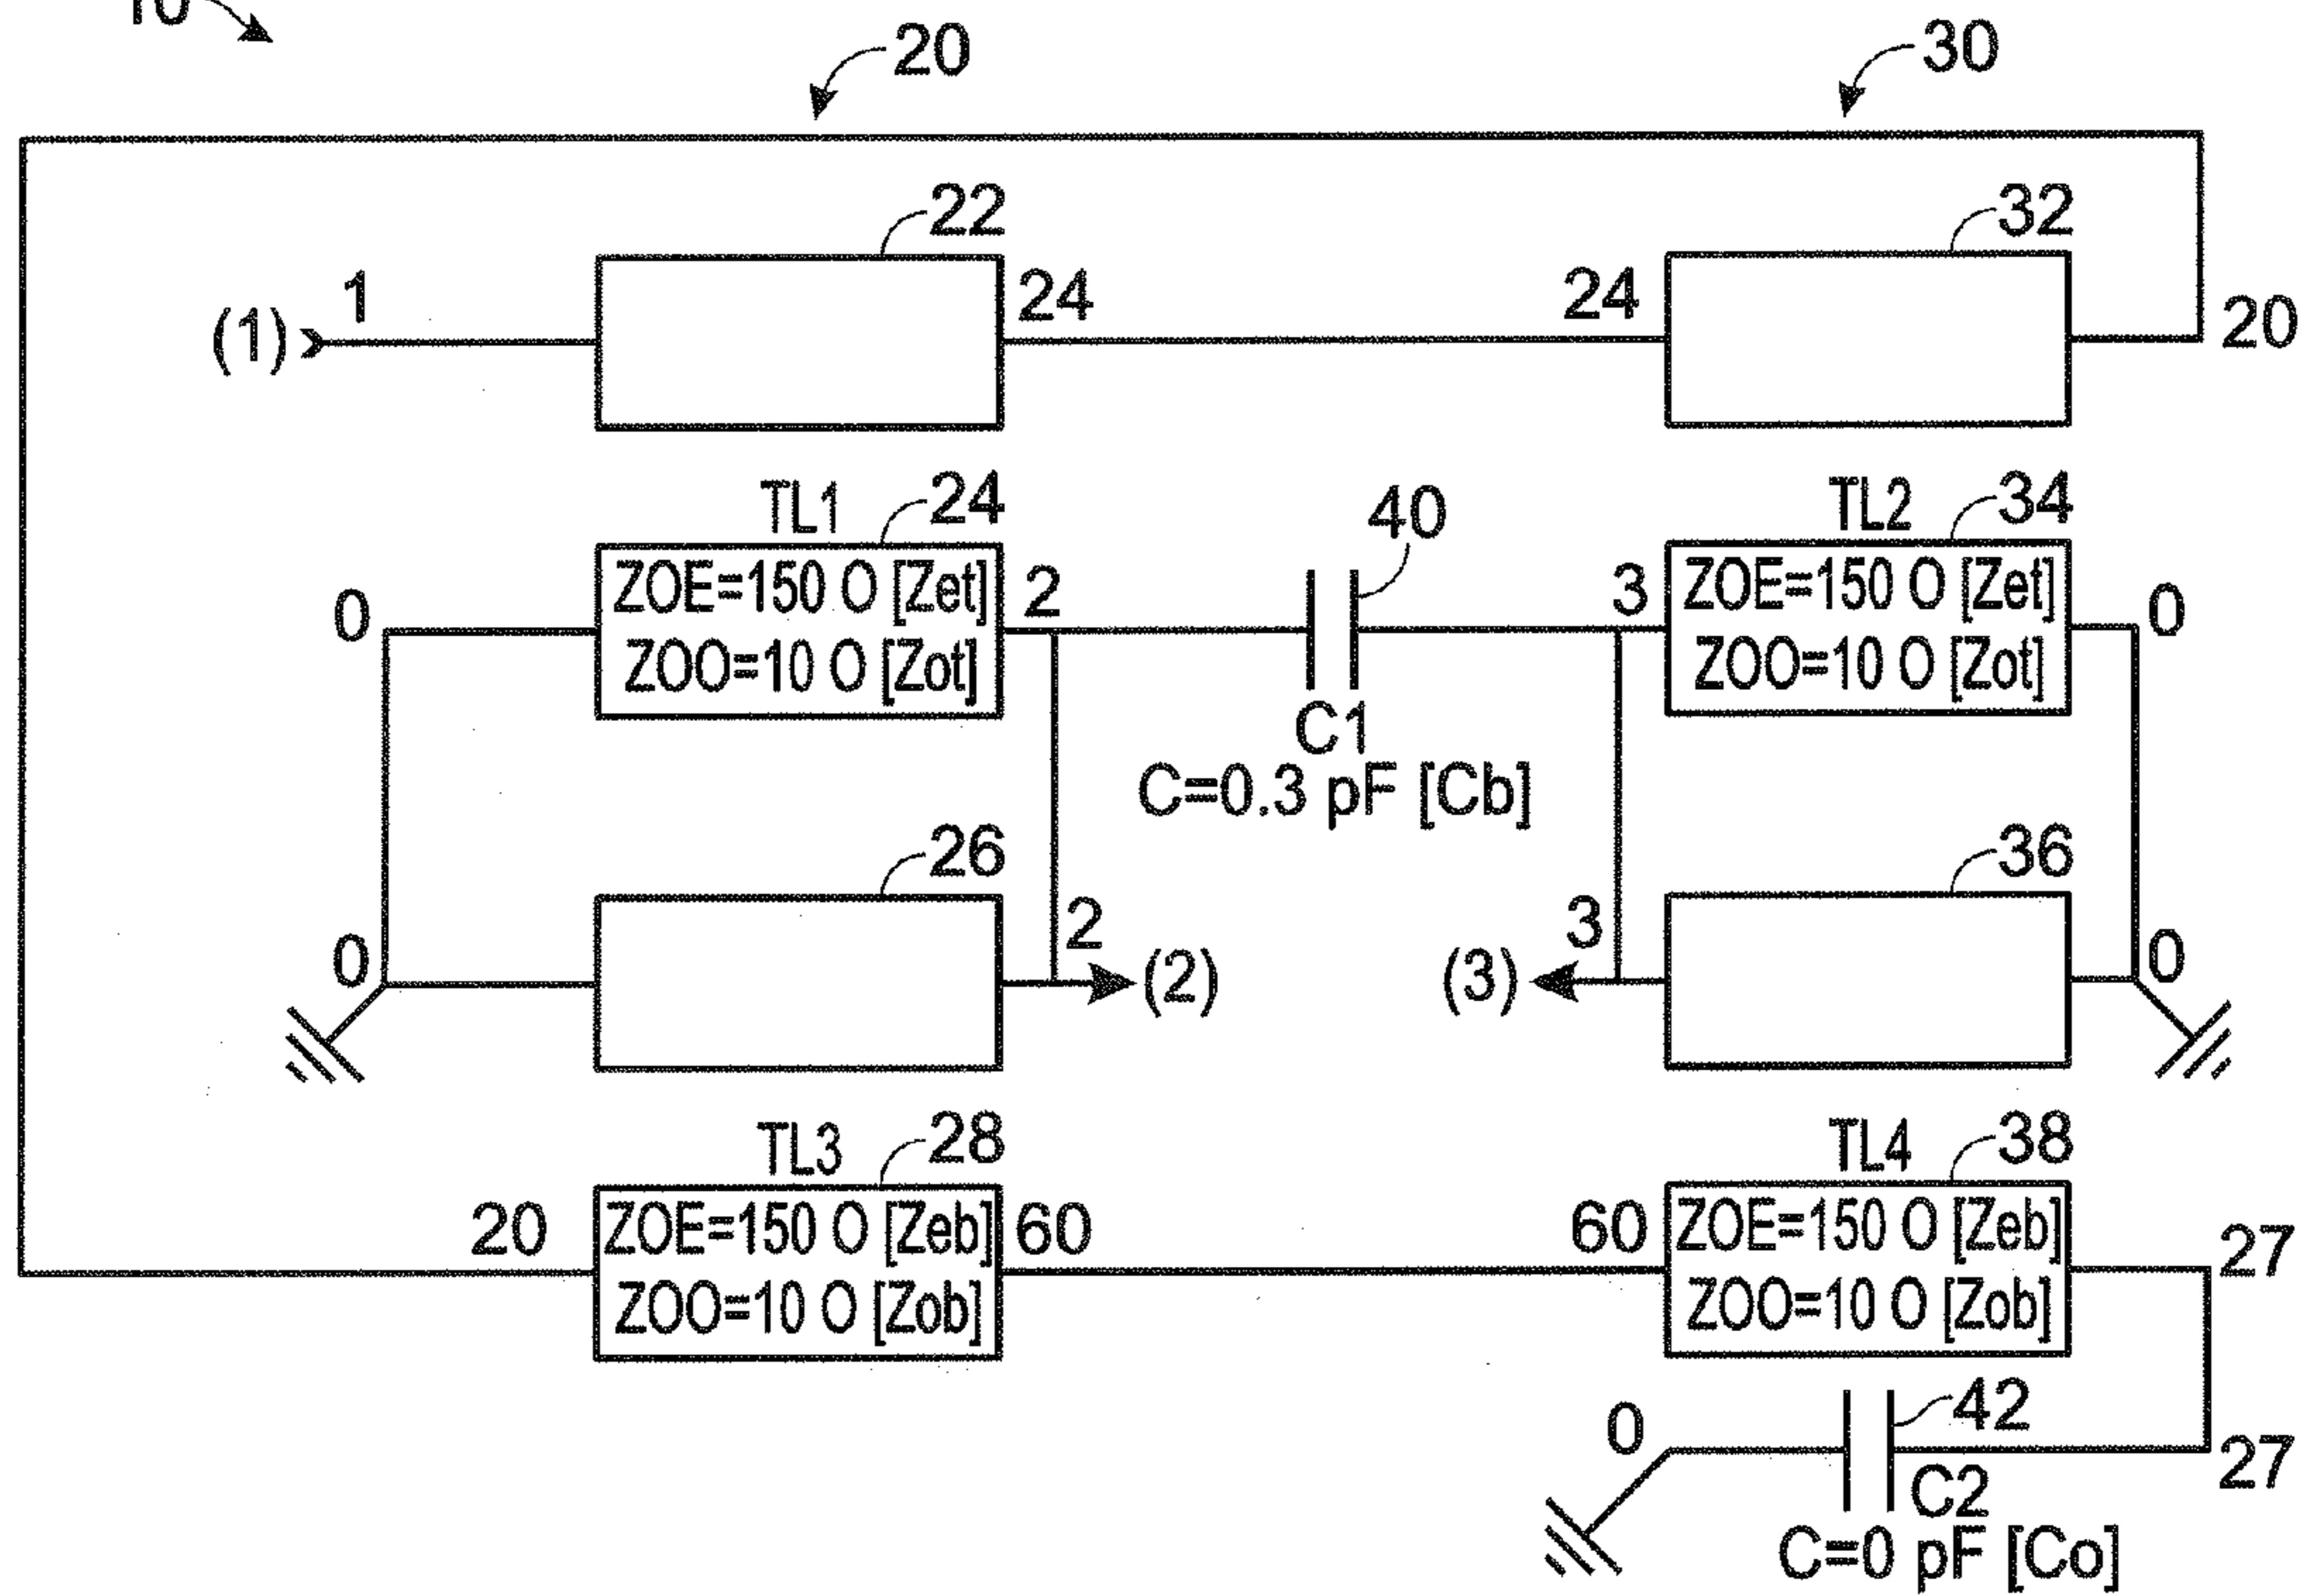 10
20
30
22
32
(1) 1
24
24
20
TL1
24
40
TL2
34
0
ZOE=150 O [Zet]
ZOO=10 O [Zot]
2
3
ZOE=150 O [Zet]
ZOO=10 O [Zot]
0
C1
C=0.3 pF [Cb]
26
36
0
2
(2)
(3)
3
0
TL3
28
TL4
38
20
ZOE=150 O [Zeb]
ZOO=10 O [Zob]
60
60
ZOE=150 O [Zeb]
ZOO=10 O [Zob]
27
0
42
27
C2
C=0 pF [Co]